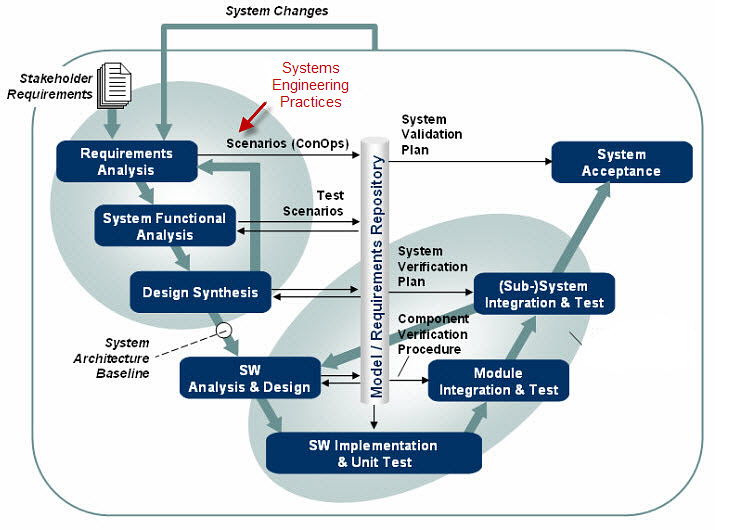 System Changes
Stakeholder
Requirements
Systems
Engineering
Practices
Requirements
Analysis
Scenarios (ConOps)
System
Validation
Plan
System
Acceptance
Test
Scenarios
System Functional
Analysis
Model / Requirements Repository
System
Verification
Plan
Design Synthesis
(Sub-)System
Integration & Test
System
Architecture
Baseline
Component
Verification
Procedure
SW
Analysis & Design
Module
Integration & Test
SW Implementation
& Unit Test